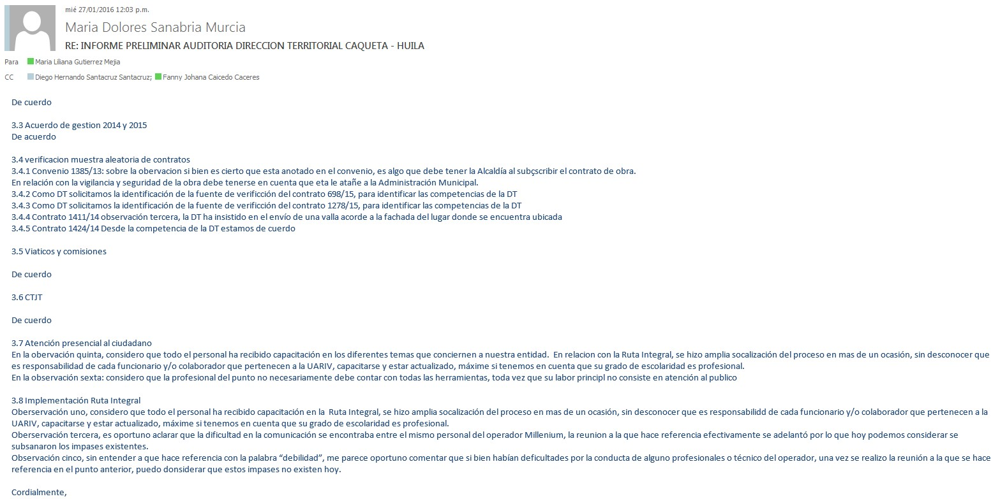 mié 27/01/2016 12:03 p.m.
Maria Dolores Sanabria Murcia
RE: INFORME PRELIMINAR AUDITORIA DIRECCION TERRITORIAL CAQUETA - HUILA
Para Maria Liliana Gutierrez Mejia
CC Diego Hernando Santacruz Santacruz; Fanny Johana Caicedo Caceres
De cuerdo
3.3 Acuerdo de gestion 2014 y 2015
De acuerdo
3.4 verificacion muestra aleatoria de contratos
3.4.1 Convenio 1385/13: sobre la obervacion si bien es cierto que esta anotado en el convenio, es algo que debe tener la Alcaldía al subçscribir el contrato de obra.
En relación con la vigilancia y seguridad de la obra debe tenerse en cuenta que eta le atañe a la Administración Municipal.
3.4.2 Como DT solicitamos la identificación de la fuente de verificción del contrato 698/15, para identificar las competencias de la DT
3.4.3 Como DT solicitamos la identificación de la fuente de verificción del contrato 1278/15, para identificar las competencias de la DT
3.4.4 Contrato 1411/14 observación tercera, la DT ha insistido en el envío de una valla acorde a la fachada del lugar donde se encuentra ubicada
3.4.5 Contrato 1424/14 Desde la competencia de la DT estamos de cuerdo
3.5 Viaticos y comisiones
De cuerdo
3.6 CTJT
De cuerdo
3.7 Atención presencial al ciudadano
En la obervación quinta, considero que todo el personal ha recibido capacitación en los diferentes temas que conciernen a nuestra entidad. En relacion con la Ruta Integral, se hizo amplia socalización del proceso en mas de un ocasión, sin desconocer que
es responsabilidad de cada funcionario y/o colaborador que pertenecen a la UARIV, capacitarse y estar actualizado, máxime si tenemos en cuenta que su grado de escolaridad es profesional.
En la observación sexta: considero que la profesional del punto no necesariamente debe contar con todas las herramientas, toda vez que su labor principl no consiste en atención al publico
3.8 Implementación Ruta Integral
Oberservación uno, considero que todo el personal ha recibido capacitación en la Ruta Integral, se hizo amplia socalización del proceso en mas de un ocasión, sin desconocer que es responsabilidd de cada funcionario y/o colaborador que pertenecen a la
UARIV, capacitarse y estar actualizado, máxime si tenemos en cuenta que su grado de escolaridad es profesional.
Oberservación tercera, es oportuno aclarar que la dificultad en la comunicación se encontraba entre el mismo personal del operador Millenium, la reunion a la que hace referencia efectivamente se adelantó por lo que hoy podemos considerar se
subsanaron los impases existentes.
Observación cinco, sin entender a que hace referencia con la palabra “debilidad”, me parece oportuno comentar que si bien habían deficultades por la conducta de alguno profesionales o técnico del operador, una vez se realizo la reunión a la que se hace
referencia en el punto anterior, puedo donsiderar que estos impases no existen hoy.
Cordialmente,